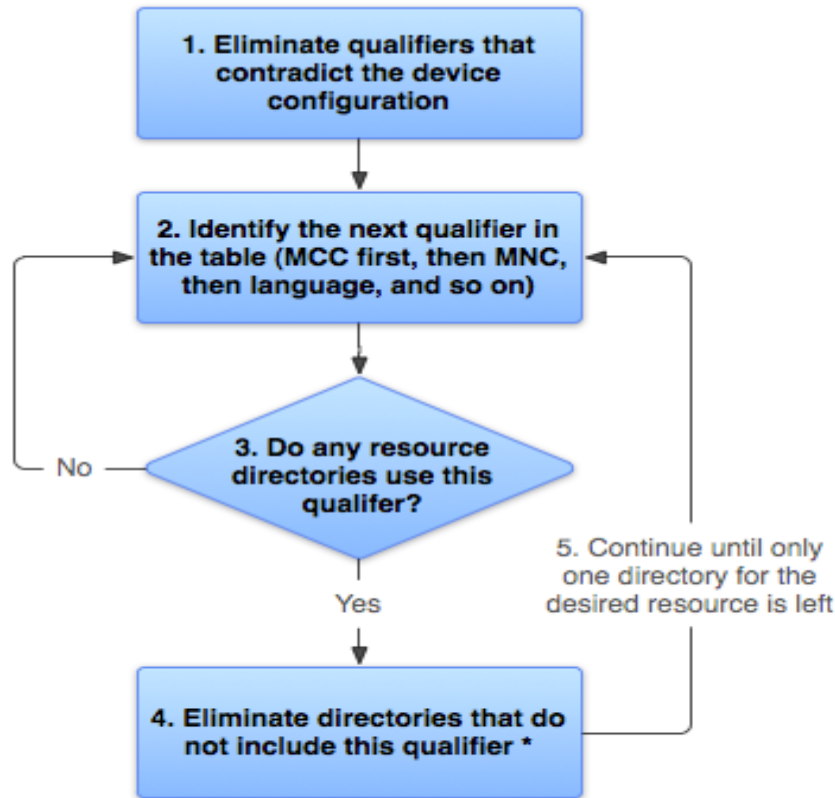 1. Eliminate qualifiers that
contradict the device
configuration
2. Identify the next qualifier in
the table (MCC first, then MNC,
then language, and so on)
3. Do any resource
directories use this
qualifer?
No
Yes
5. Continue until only
one directory for the
desired resource is left
4. Eliminate directories that do
not include this qualifier *